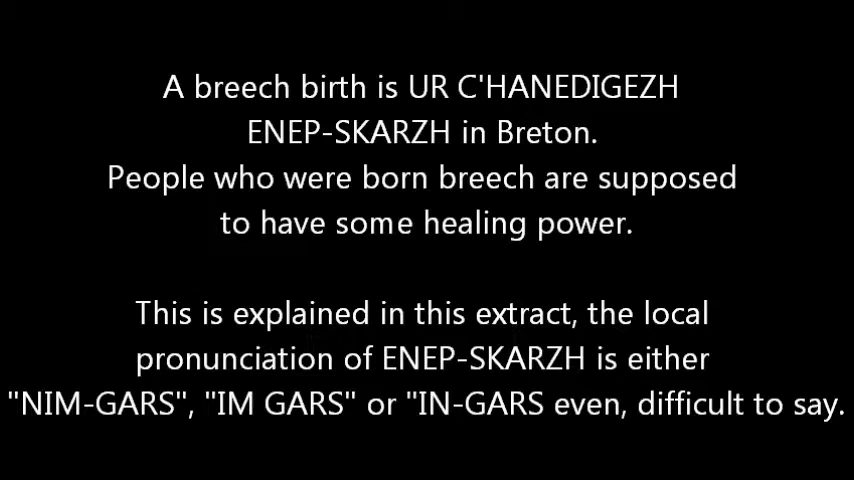 A breech birth is UR C'HANEDIGEZH
ENEP-SKARZH in Breton.
People who were born breech are supposed
to have some healing power.
This is explained in this extract, the local
pronunciation of ENEP-SKARZH is either
"NIM-GARS", "IM GARS" or "IN-GARS even, difficult to say.